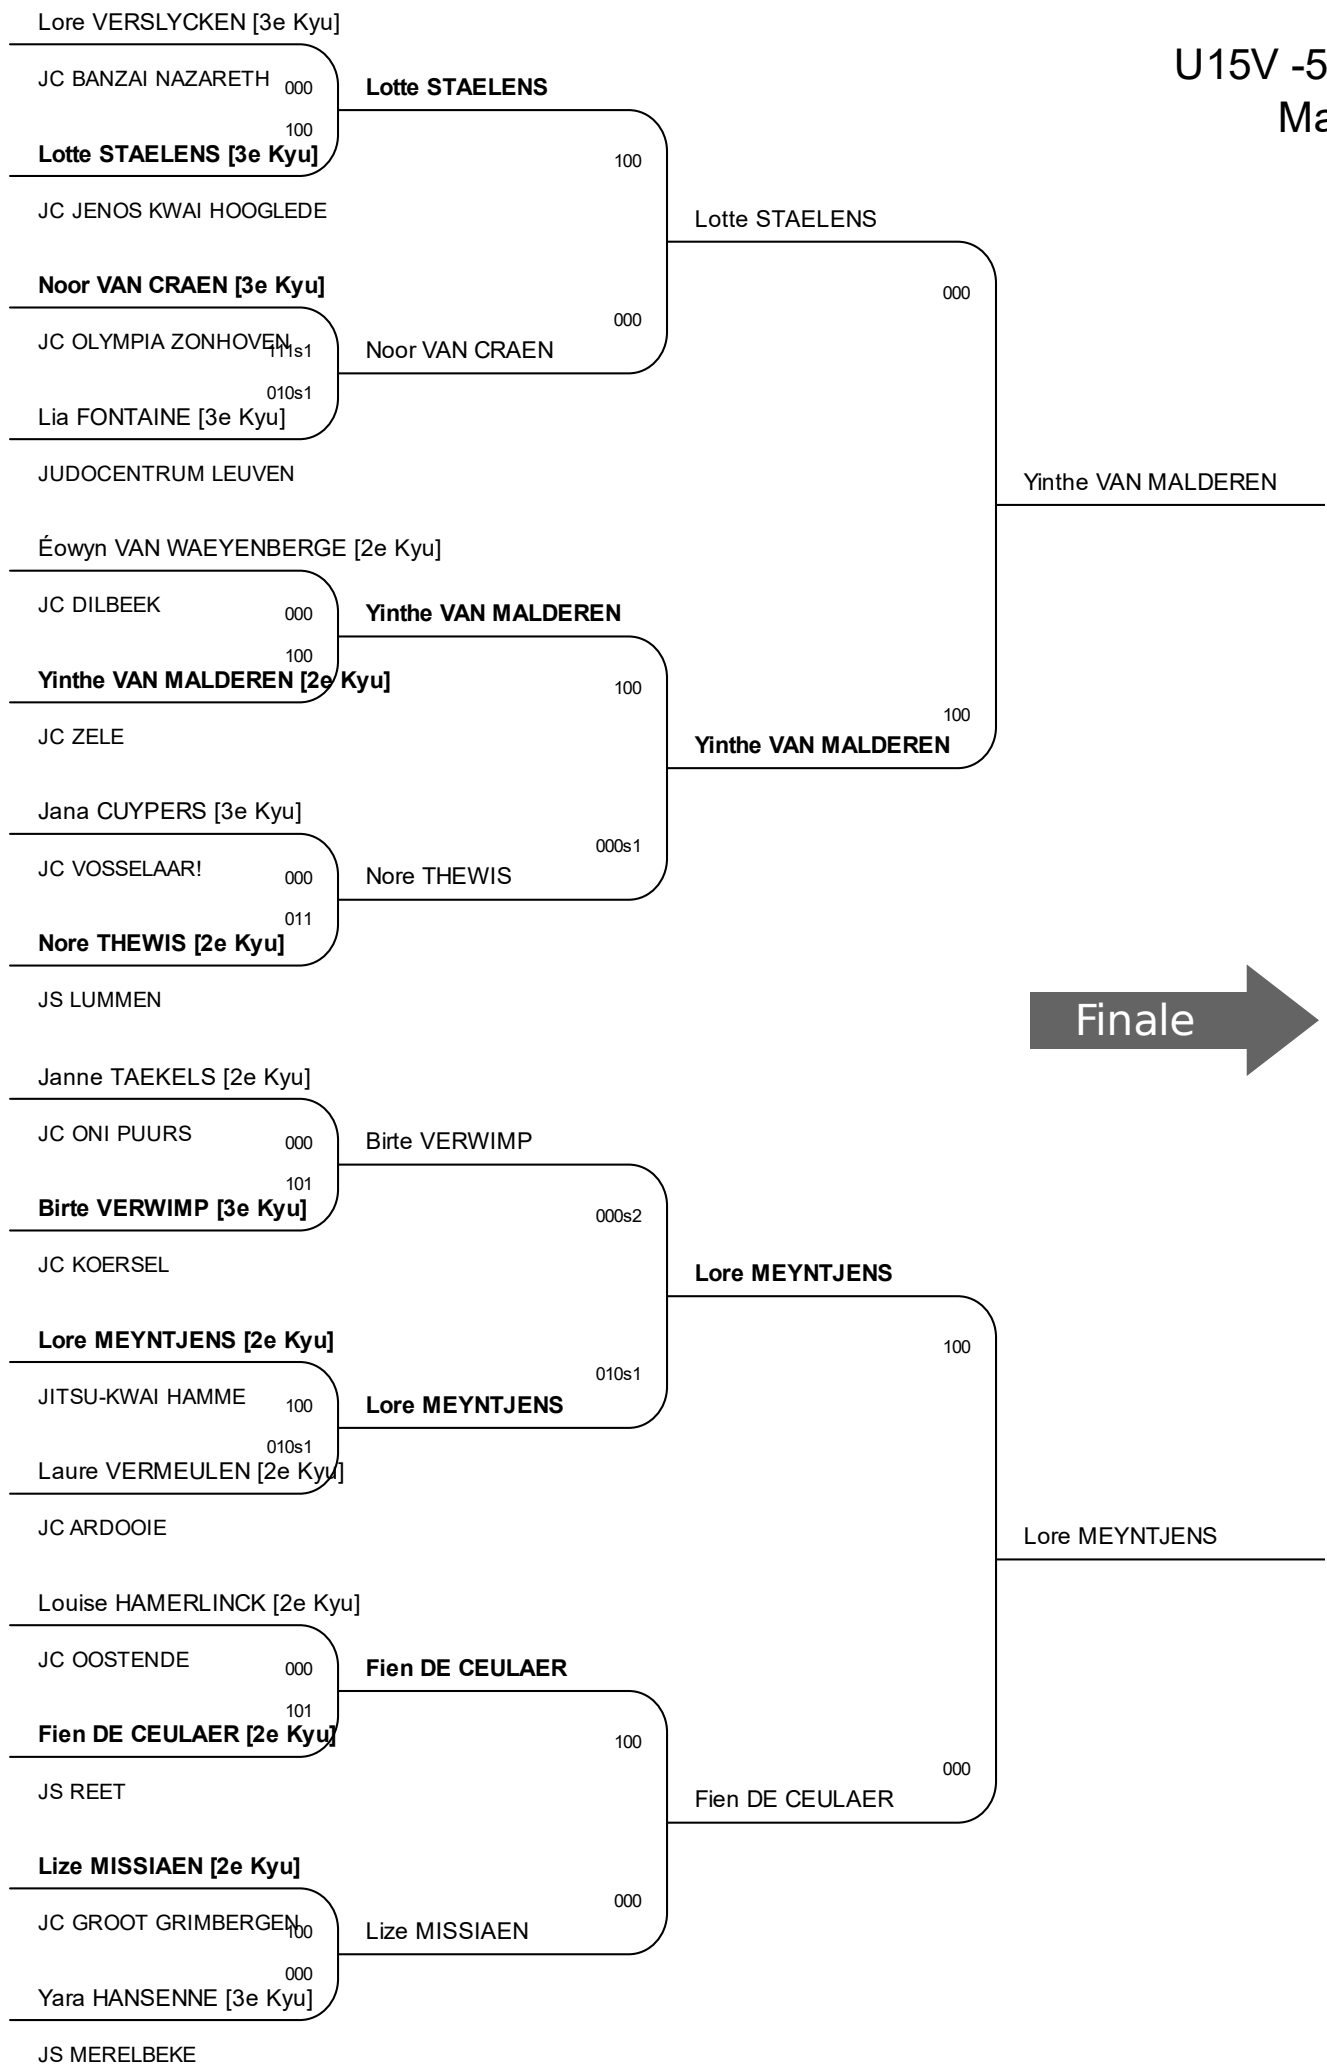 Lore VERSLYCKEN [3e Kyu]
U15V -5
Ma
JC BANZAI NAZARETH
000
Lotte STAELENS
100
Lotte STAELENS [3e Kyu]
100
JC JENOS KWAI HOOGLEDE
Lotte STAELENS
Noor VAN CRAEN [3e Kyu]
000
000
JC OLYMPIA ZONHOVEN
111s1
Noor VAN CRAEN
010s1
Lia FONTAINE [3e Kyu]
JUDOCENTRUM LEUVEN
Yinthe VAN MALDEREN
Éowyn VAN WAEYENBERGE [2e Kyu]
JC DILBEEK
000
Yinthe VAN MALDEREN
100
Yinthe VAN MALDEREN [2e Kyu]
100
JC ZELE
100
Yinthe VAN MALDEREN
Jana CUYPERS [3e Kyu]
000s1
JC VOSSELAAR!
000
Nore THEWIS
011
Nore THEWIS [2e Kyu]
JS LUMMEN
Finale
Janne TAEKELS [2e Kyu]
JC ONI PUURS
000
Birte VERWIMP
101
Birte VERWIMP [3e Kyu]
000s2
JC KOERSEL
Lore MEYNTJENS
Lore MEYNTJENS [2e Kyu]
100
010s1
JITSU-KWAI HAMME
100
Lore MEYNTJENS
010s1
Laure VERMEULEN [2e Kyu]
JC ARDOOIE
Lore MEYNTJENS
Louise HAMERLINCK [2e Kyu]
JC OOSTENDE
000
Fien DE CEULAER
101
Fien DE CEULAER [2e Kyu]
100
000
JS REET
Fien DE CEULAER
Lize MISSIAEN [2e Kyu]
000
JC GROOT GRIMBERGEN
100
Lize MISSIAEN
000
Yara HANSENNE [3e Kyu]
JS MERELBEKE